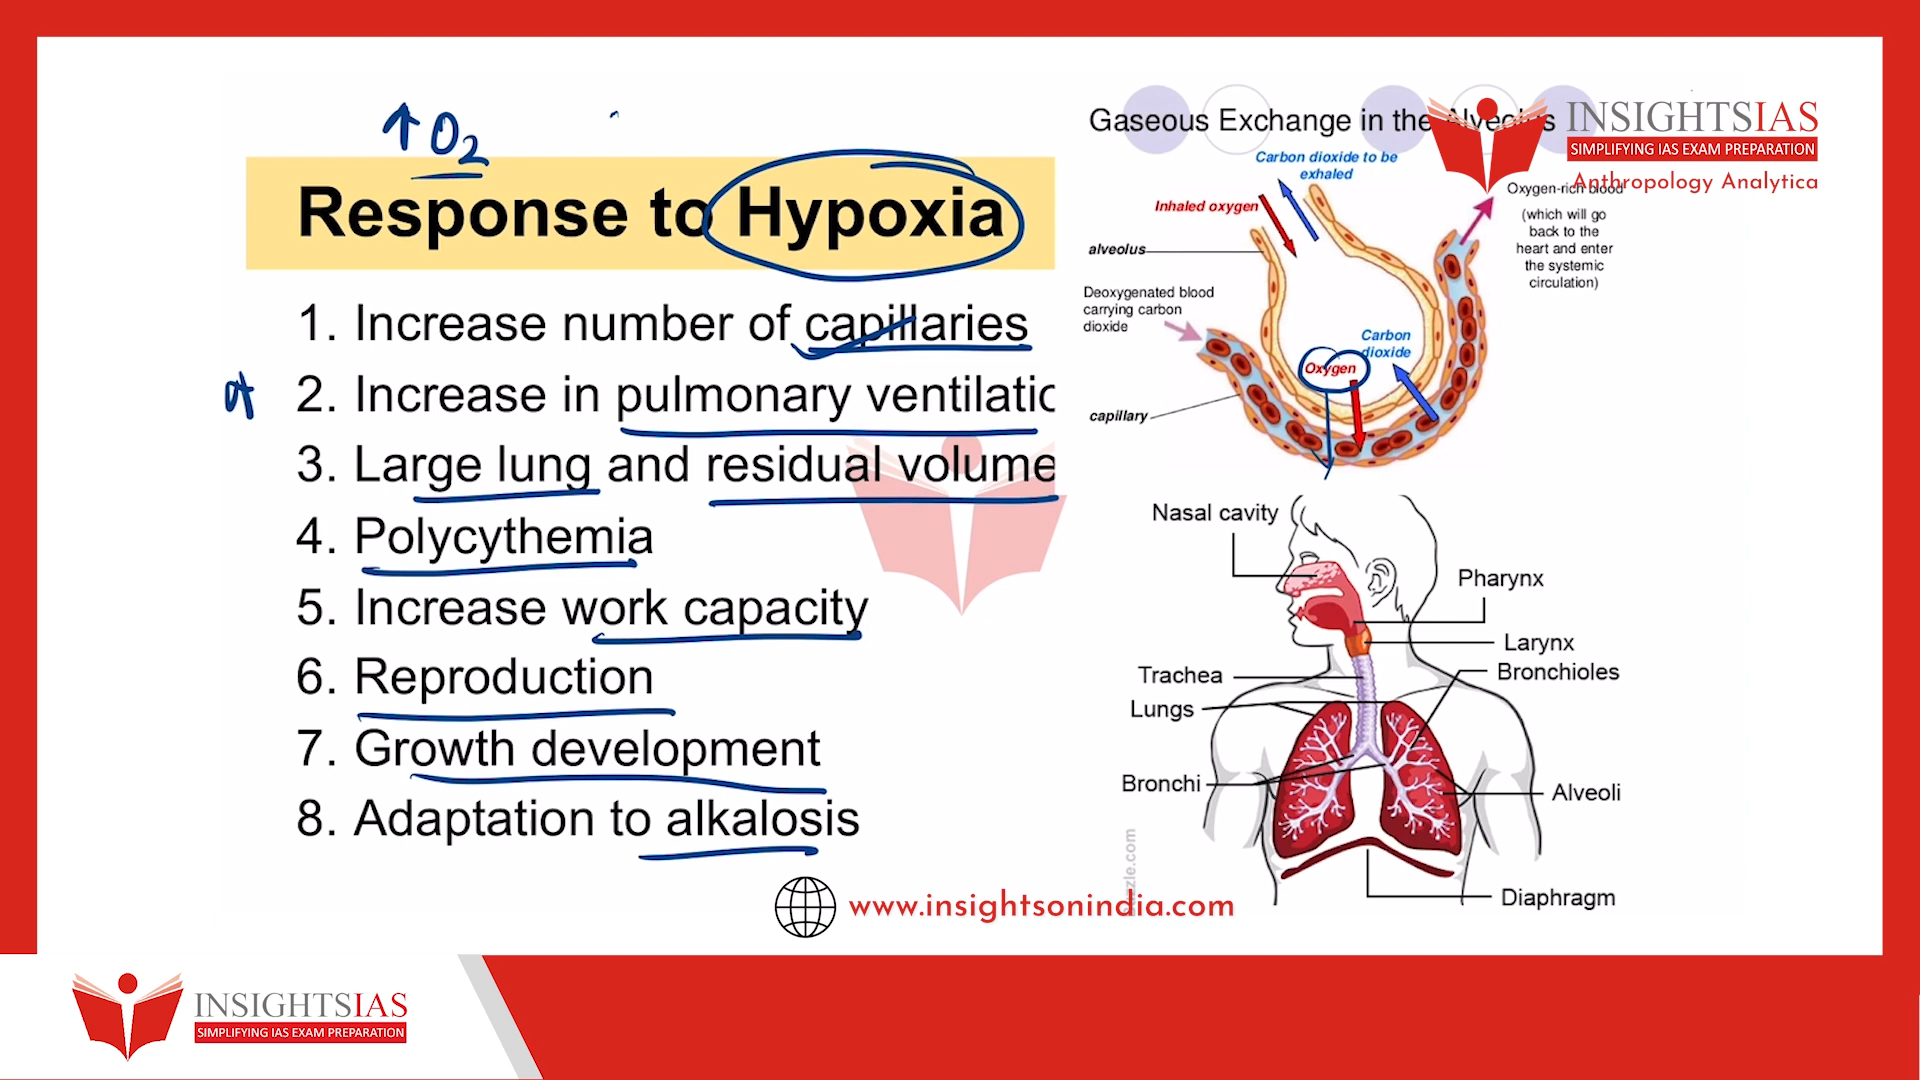 ↑O2
Response to Hypoxia
1. Increase number of capillaries
2. Increase in pulmonary ventilatic
3. Large lung and residual volume
4. Polycythemia
5. Increase work capacity
6. Reproduction
7. Growth development
8. Adaptation to alkalosis
Gaseous Exchange in the Alveolus
Carbon dioxide to be
exhaled
Inhaled oxygen
alveolus
Deoxygenated blood
carrying carbon
dioxide
Oxygen-rich blood
(which will go
back to the
heart and enter
the systemic
circulation)
Carbon
dioxide
Oxygen
capillary
INSIGHTSIAS
SIMPLIFYING IAS EXAM PREPARATION
Anthropology Analytica
Nasal cavity
Pharynx
Larynx
Bronchioles
Trachea
Lungs
Bronchi
Alveoli
Diaphragm
www.insightsonindia.com
INSIGHTSIAS
SIMPLIFYING IAS EXAM PREPARATION